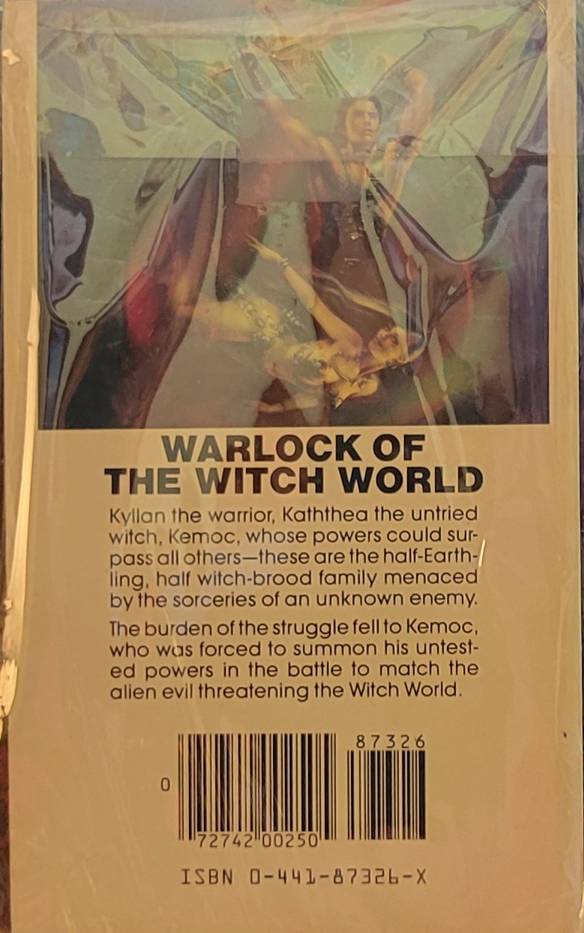 WARLOCK OF
THE WITCH WORLD
Kyllan the warrior, Kaththea the untried
witch, Kemoc, whose powers could sur-
pass all others—these are the half-Earth-
ling, half witch-brood family menaced
by the sorceries of an unknown enemy.
The burden of the struggle fell to Kemoc,
who was forced to summon his untest-
ed powers in the battle to match the
alien evil threatening the Witch World.
87326
0
72742 00250
ISBN 0-441-87326-X